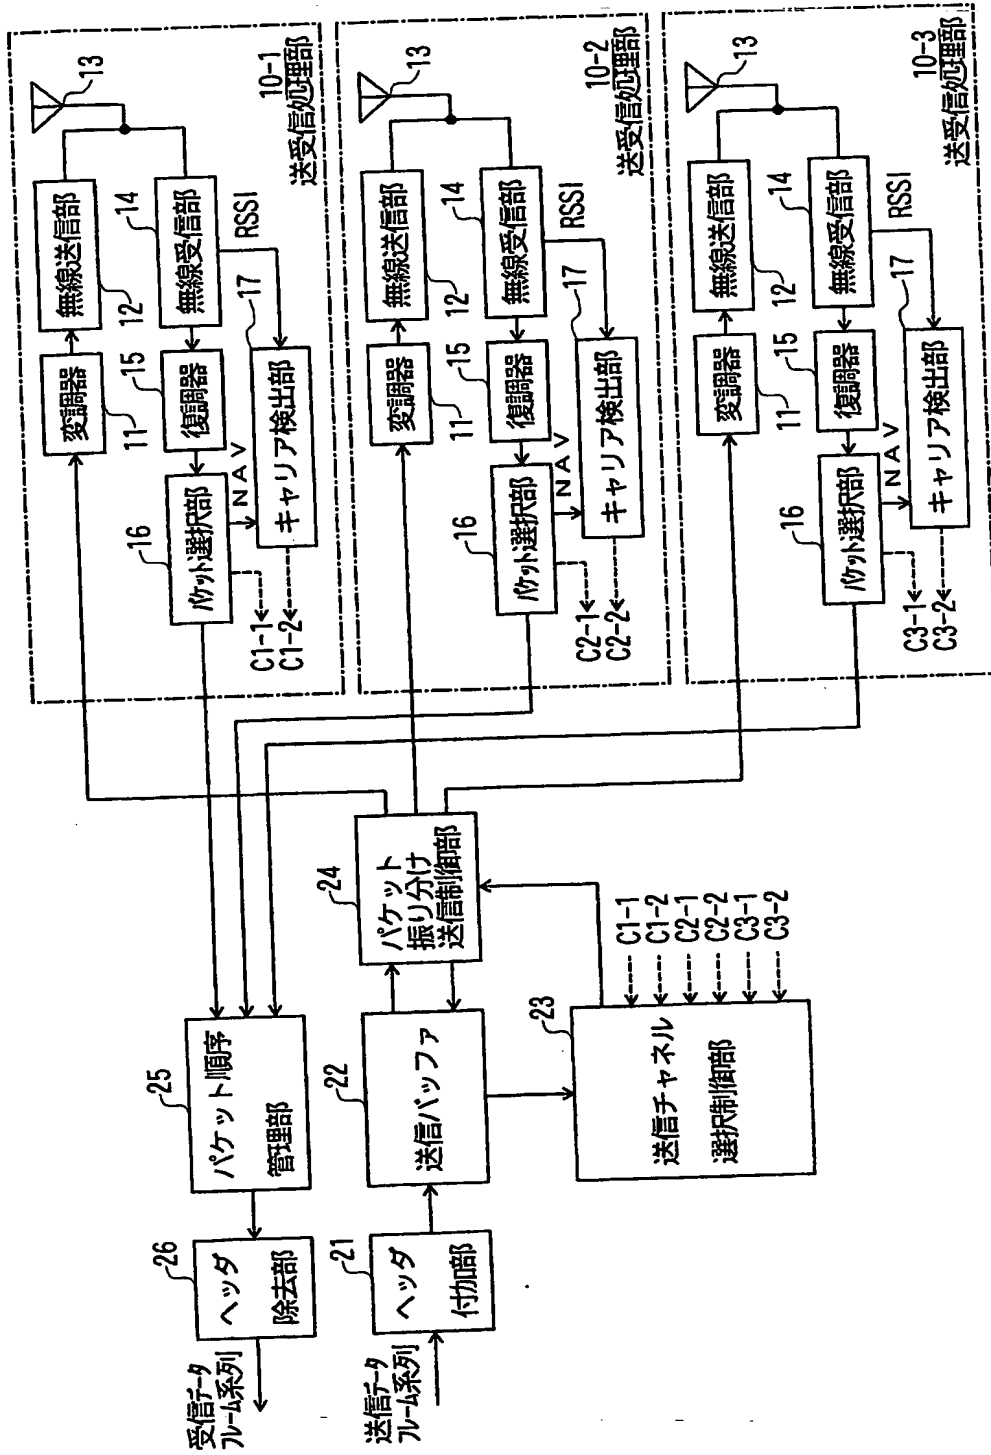 受信データ
フレーム系列
26
ヘッダ
除去部
25
パケット順序
管理部
送信データ
フレーム系列
21
ヘッダ
付加部
22
送信バッファ
23
送信チャネル
選択制御部
24
パケット
振り分け
送信制御部
C1-1
C1-2
C2-1
C2-2
C3-1
C3-2
変調器
11
無線送信部
12
13
無線受信部
14
RSSI
復調器
15
パケット選択部
16
NAV
キャリア検出部
17
C1-1
C1-2
10-1
送受信処理部
変調器
11
無線送信部
12
13
無線受信部
14
RSSI
復調器
15
パケット選択部
16
NAV
キャリア検出部
17
C2-1
C2-2
10-2
送受信処理部
変調器
11
無線送信部
12
13
無線受信部
14
RSSI
復調器
15
パケット選択部
16
NAV
キャリア検出部
17
C3-1
C3-2
10-3
送受信処理部